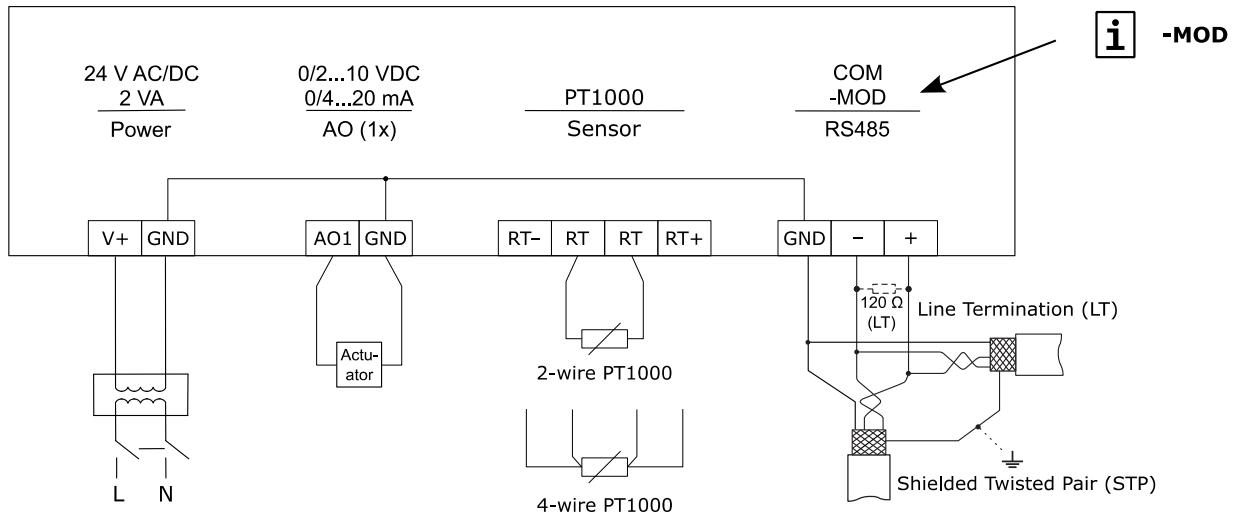 i -MOD
24 V AC/DC
2 VA
Power
0/2...10 VDC
0/4...20 mA
AO (1x)
PT1000
Sensor
COM
-MOD
RS485
V+ GND
AO1 GND
RT– RT RT RT+
GND – +
120 Ω
(LT)
Line Termination (LT)
Actu-
ator
2-wire PT1000
L N
4-wire PT1000
Shielded Twisted Pair (STP)